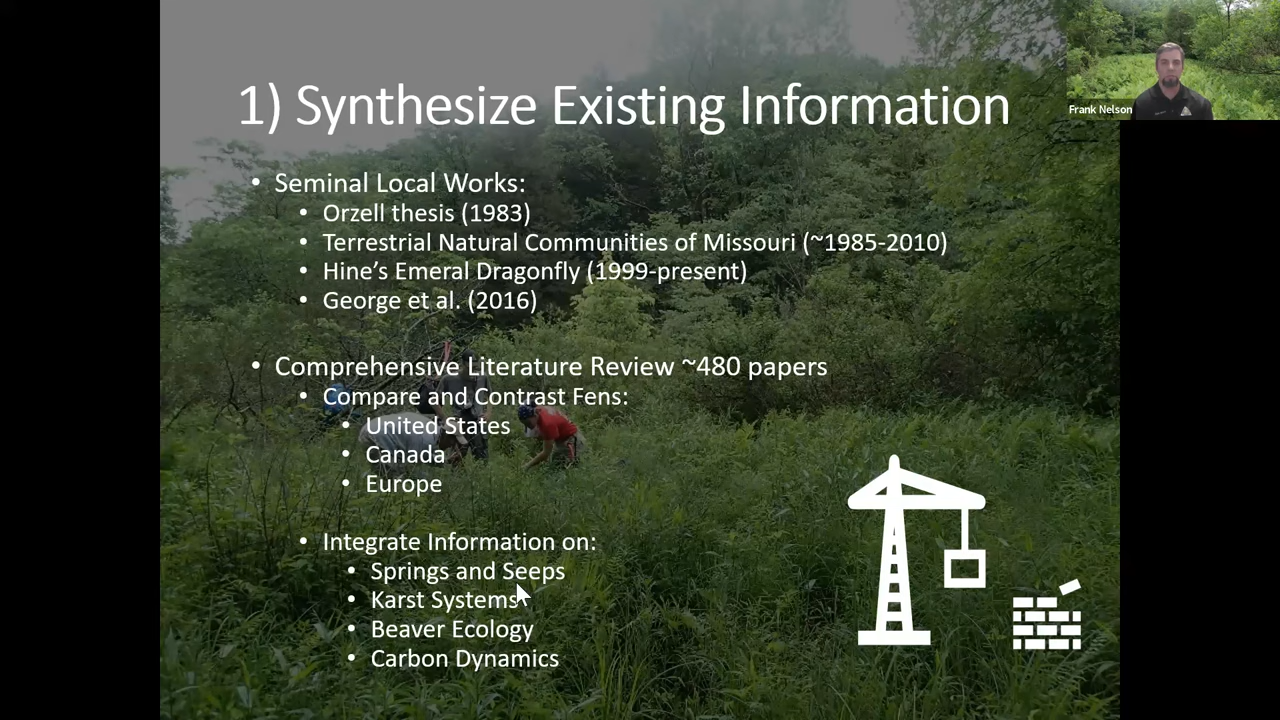 1) Synthesize Existing Information
Frank Nelson
• Seminal Local Works:
• Orzell thesis (1983)
• Terrestrial Natural Communities of Missouri (~1985-2010)
• Hine's Emeral Dragonfly (1999-present)
• George et al. (2016)
• Comprehensive Literature Review ~480 papers
• Compare and Contrast Fens:
• United States
• Canada
• Europe
• Integrate Information on:
• Springs and Seeps
• Karst Systems
• Beaver Ecology
• Carbon Dynamics